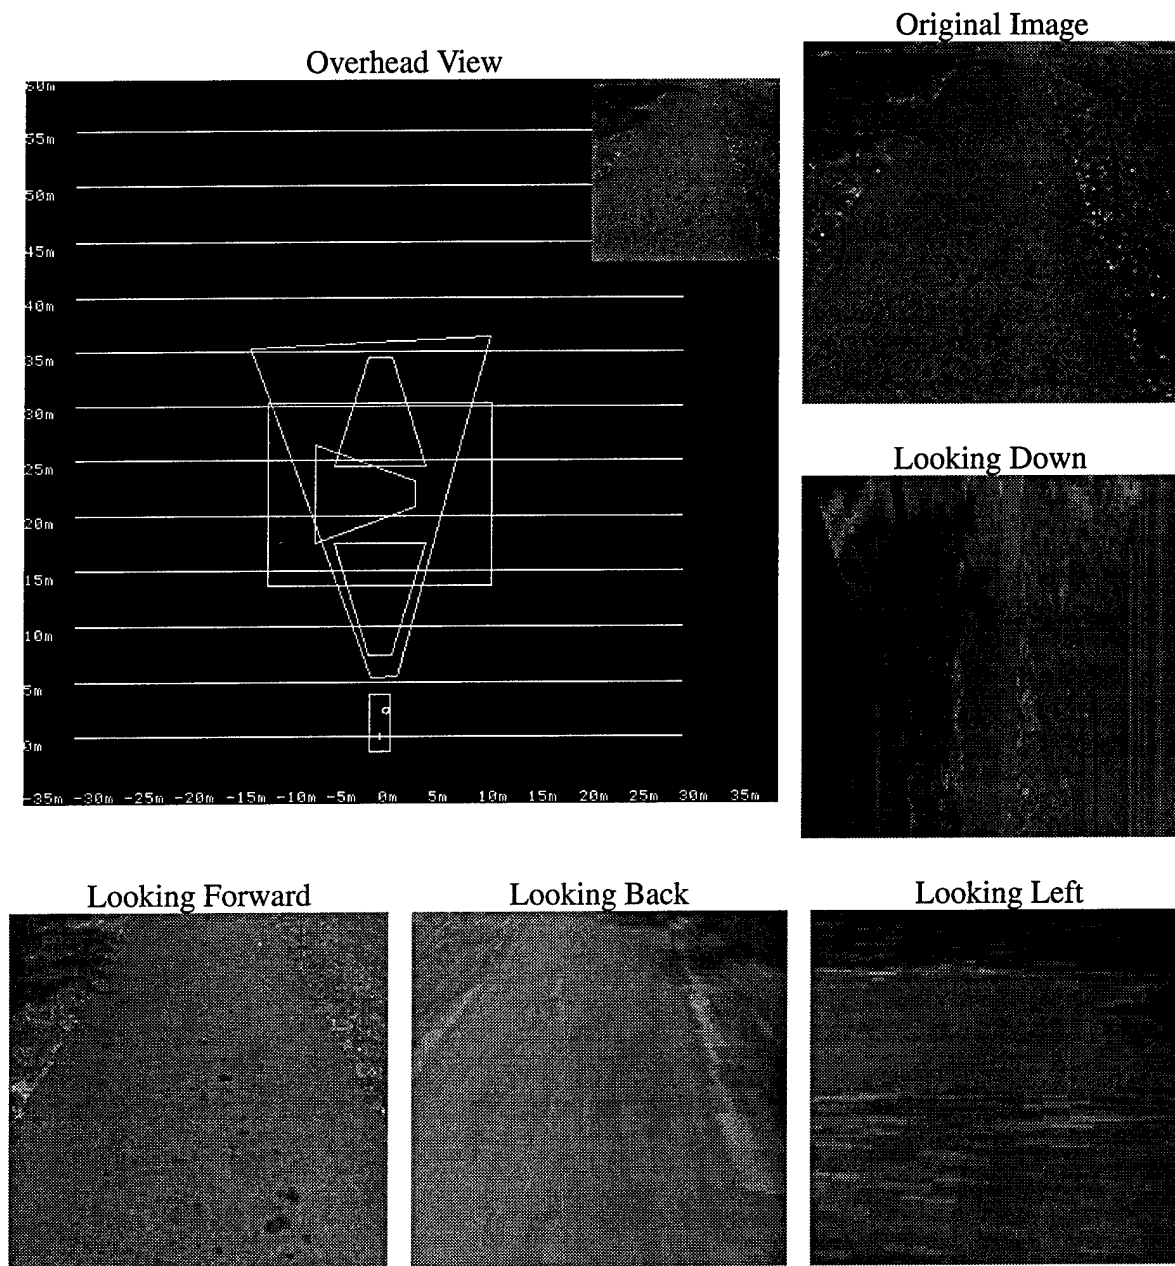 Original Image
Overhead View
60m
55m
50m
45m
40m
35m
30m
25m
20m
15m
10m
5m
0m
-35m -30m -25m -20m -15m -10m -5m 0m 5m 10m 15m 20m 25m 30m 35m
Looking Down
Looking Forward
Looking Back
Looking Left